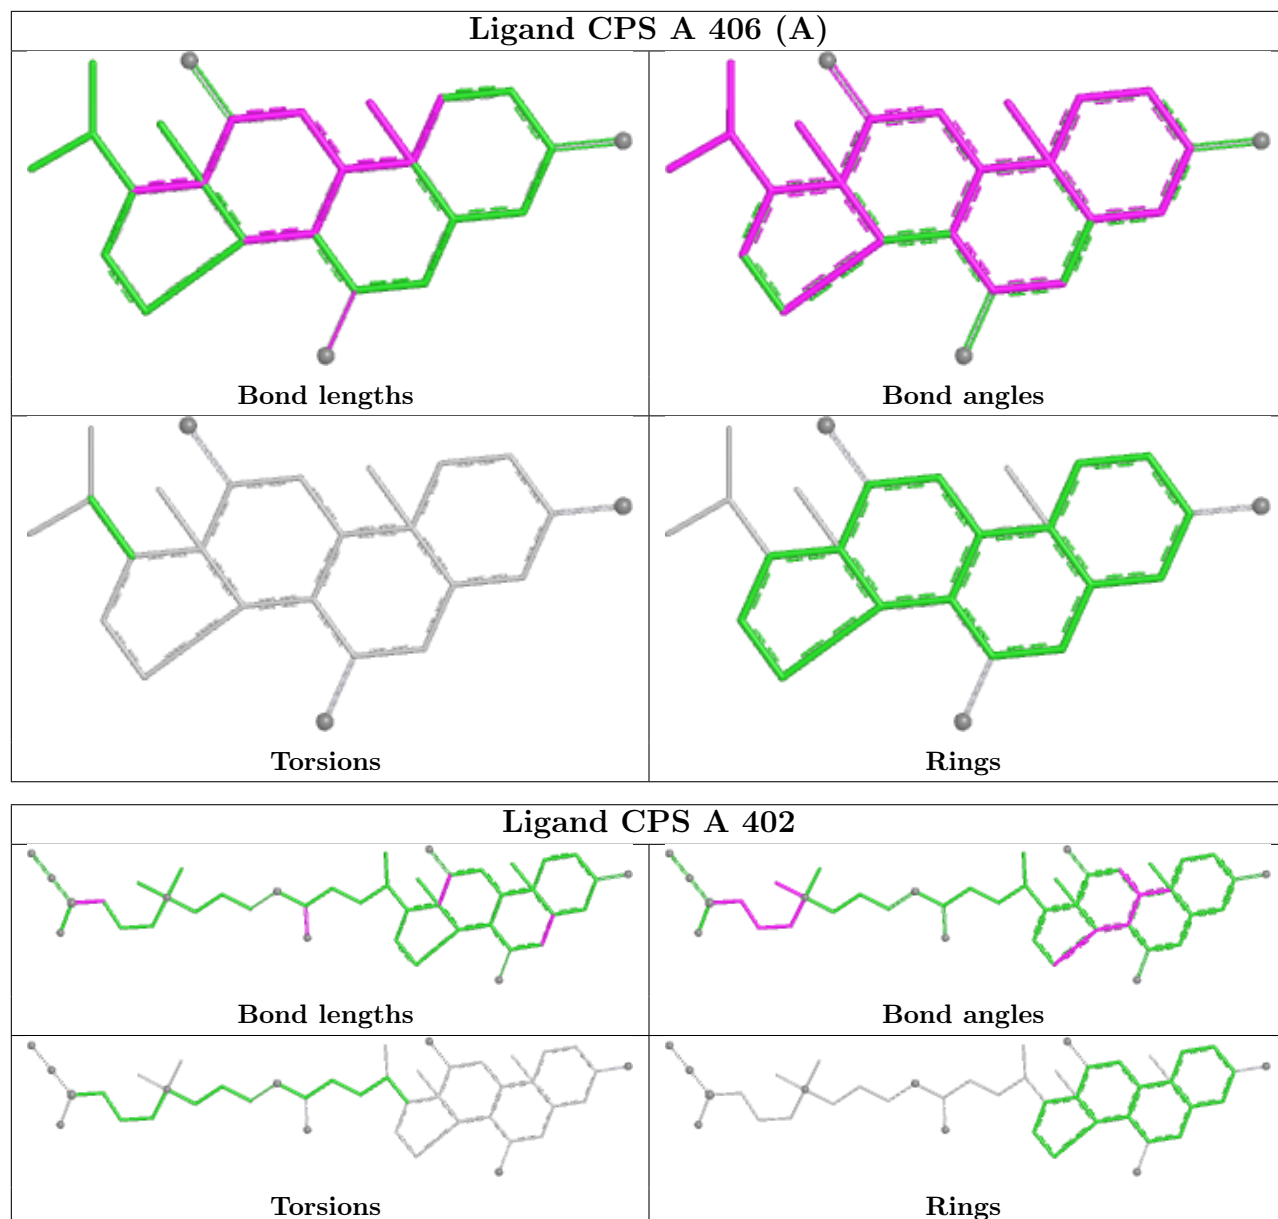 Ligand CPS A 406 (A)
Bond lengths
Bond angles
Torsions
Rings
Ligand CPS A 402
Bond lengths
Bond angles
Torsions
Rings